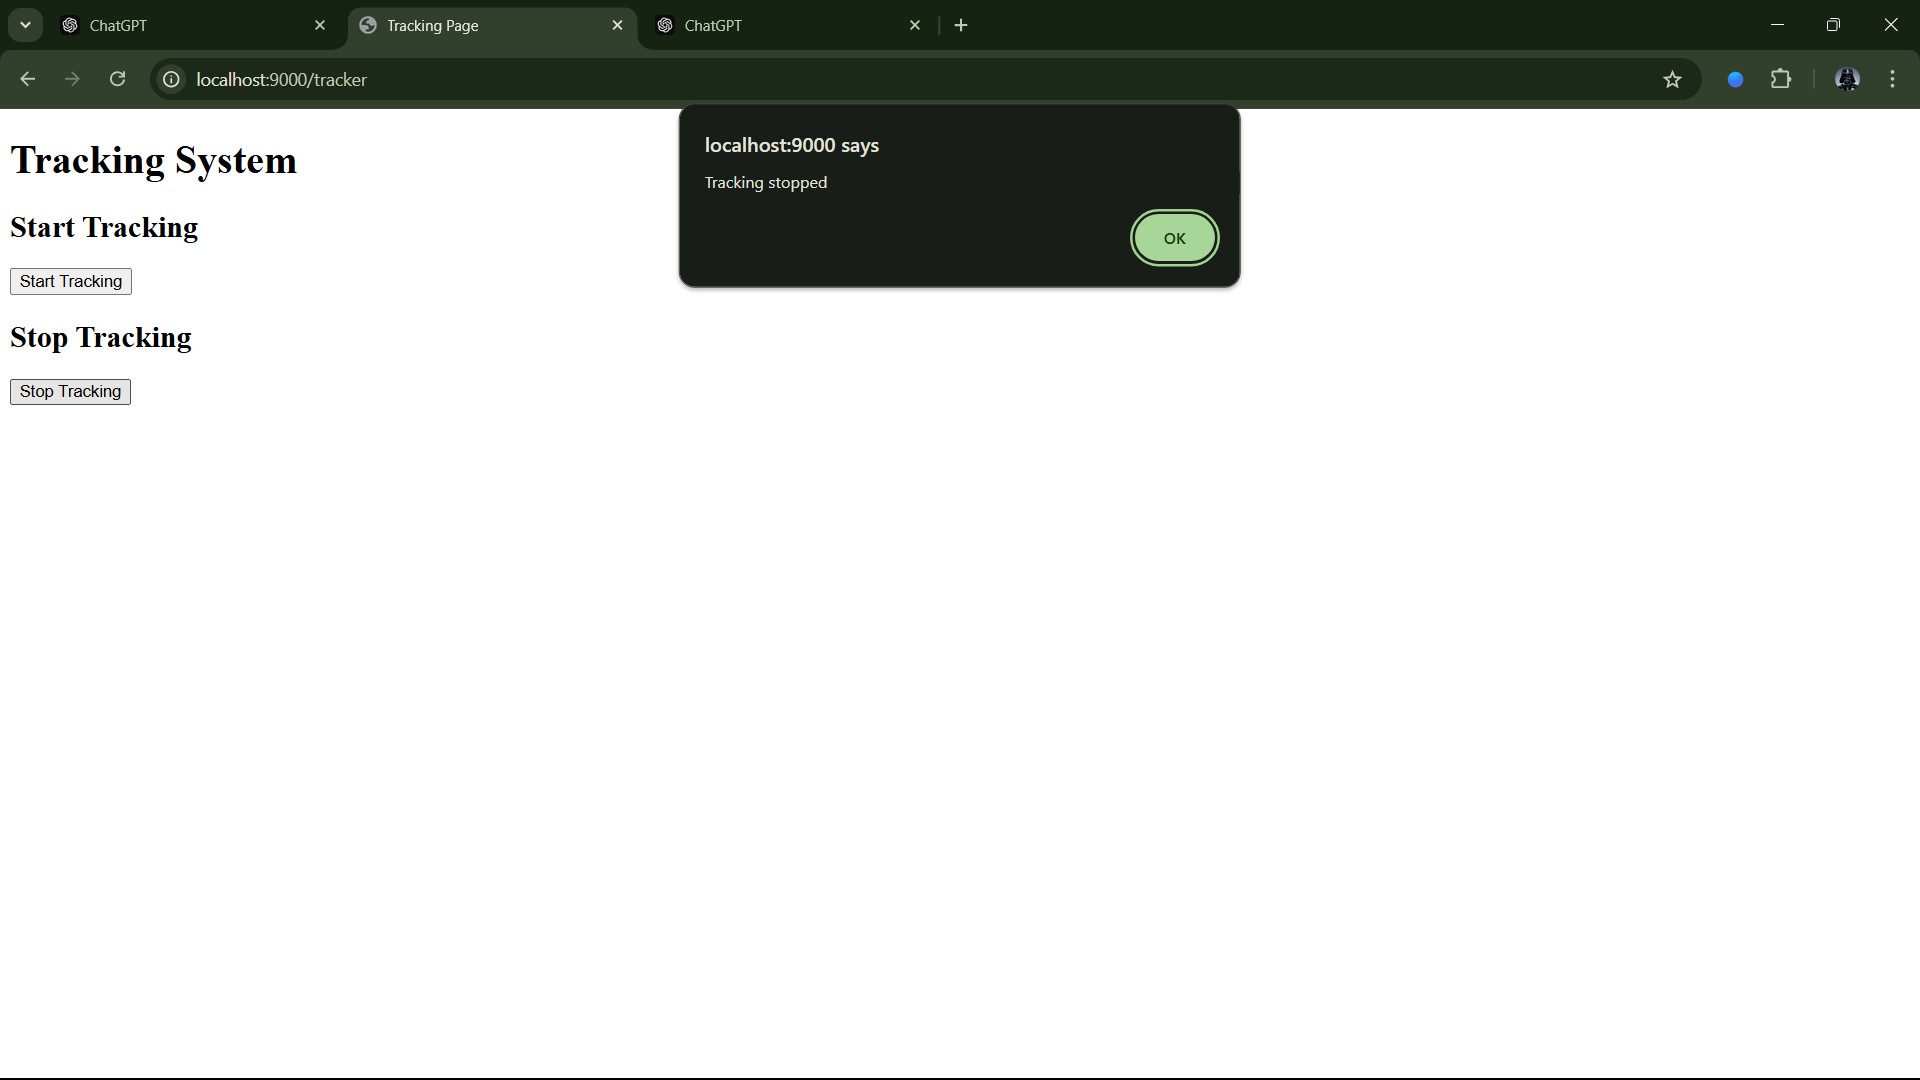 ChatGPT
Tracking Page
ChatGPT
localhost:9000/tracker
localhost:9000 says
Tracking stopped
OK
Tracking System
Start Tracking
Start Tracking
Stop Tracking
Stop Tracking